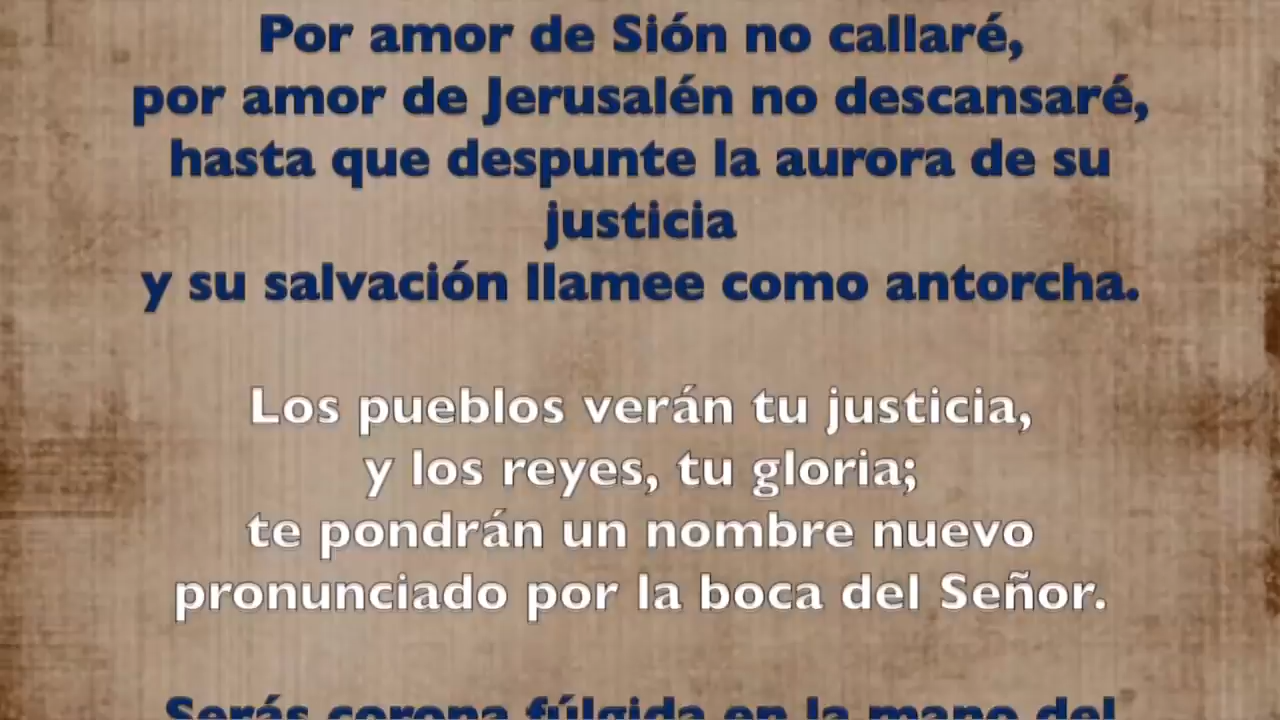 Por amor de Sión no callaré,
por amor de Jerusalén no descansaré,
hasta que despunte la aurora de su
justicia
y su salvación llamee como antorcha.
Los pueblos verán tu justicia,
y los reyes, tu gloria;
te pondrán un nombre nuevo
pronunciado por la boca del Señor.
Serás corona fúlgida en la mano del